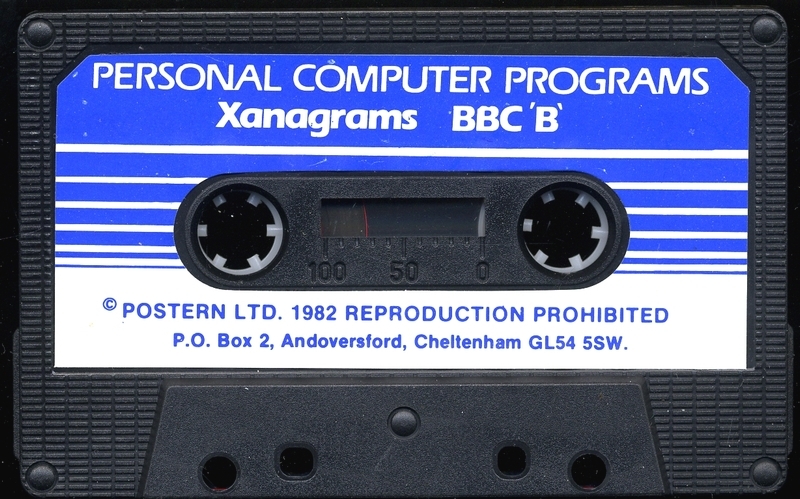 PERSONAL COMPUTER PROGRAMS
Xanagrams BBC 'B'
100 50 0
© POSTERN LTD. 1982 REPRODUCTION PROHIBITED
P.O. Box 2, Andoversford, Cheltenham GL54 5SW.